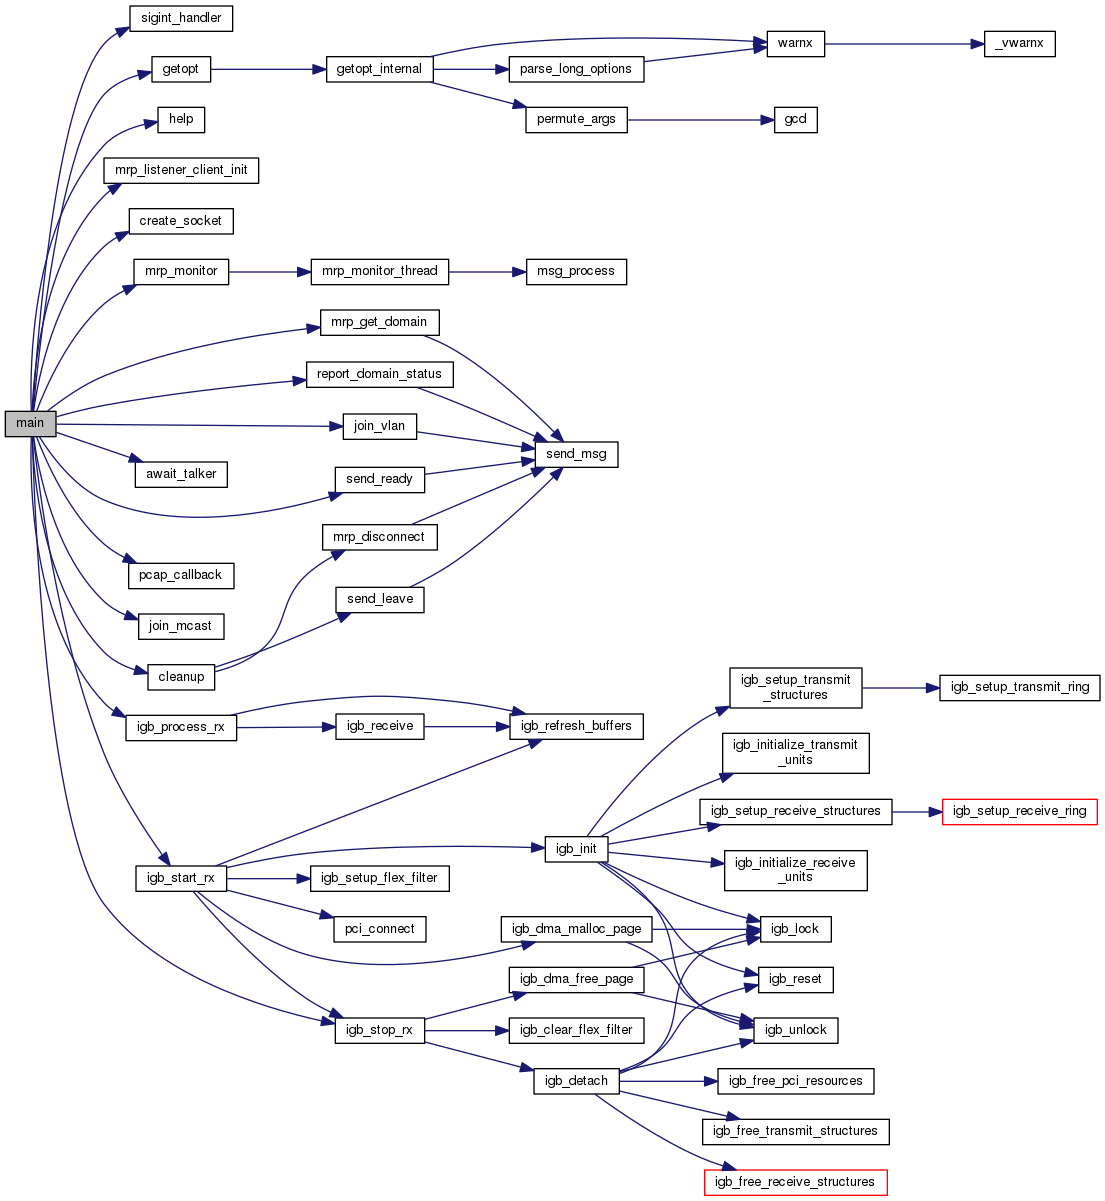 sigint_handler
warnx
_vwarnx
getopt
getopt_internal
parse_long_options
help
permute_args
gcd
mrp_listener_client_init
create_socket
mrp_monitor
mrp_monitor_thread
msg_process
mrp_get_domain
report_domain_status
main
join_vlan
send_msg
await_talker
send_ready
mrp_disconnect
pcap_callback
send_leave
join_mcast
cleanup
igb_setup_transmit
_structures
igb_setup_transmit_ring
igb_process_rx
igb_receive
igb_refresh_buffers
igb_initialize_transmit
_units
igb_setup_receive_structures
igb_setup_receive_ring
igb_init
igb_initialize_receive
_units
igb_start_rx
igb_setup_flex_filter
pci_connect
igb_dma_malloc_page
igb_lock
igb_dma_free_page
igb_reset
igb_stop_rx
igb_clear_flex_filter
igb_unlock
igb_detach
igb_free_pci_resources
igb_free_transmit_structures
igb_free_receive_structures